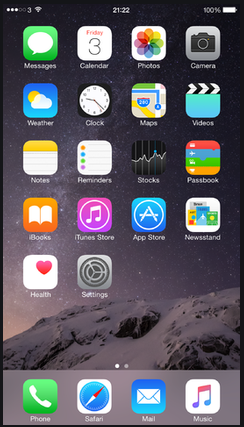 3 21:22 100%
Friday
3
Messages Calendar Photos Camera
280
Weather Clock Maps Videos
Notes Reminders Stocks Passbook
iBooks iTunes Store App Store Newsstand
Health Settings
Phone Safari Mail Music